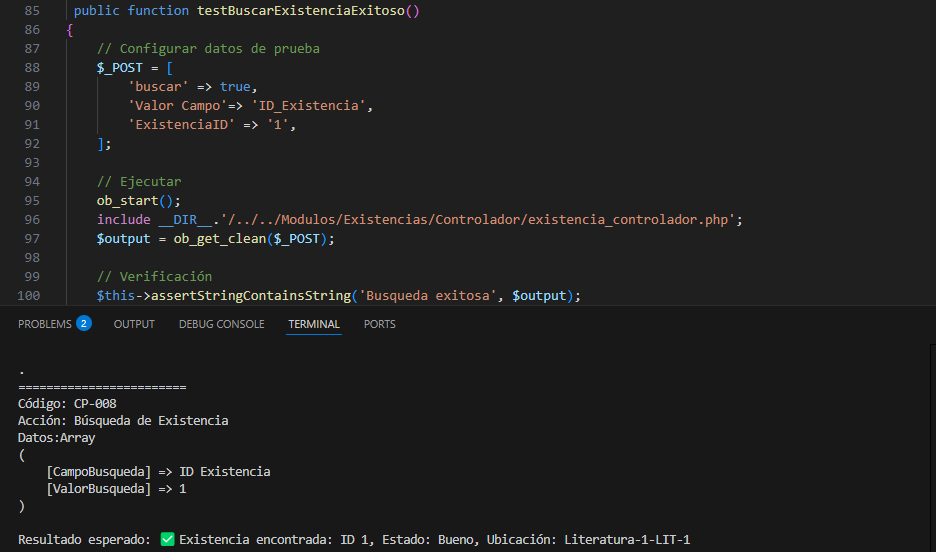 85 public function testBuscarExistenciaExitoso()
86 {
87 // Configurar datos de prueba
88 $_POST = [
89 'buscar' => true,
90 'Valor Campo'=> 'ID_Existencia',
91 'ExistenciaID' => '1',
92 ];
93
94 // Ejecutar
95 ob_start();
96 include __DIR__.'/../../Modulos/Existencias/Controlador/existencia_controlador.php';
97 $output = ob_get_clean($_POST);
98
99 // Verificación
100 $this->assertStringContainsString('Busqueda exitosa', $output);
PROBLEMS 2 OUTPUT DEBUG CONSOLE TERMINAL PORTS
.
========================
Código: CP-008
Acción: Búsqueda de Existencia
Datos:Array
(
[CampoBusqueda] => ID Existencia
[ValorBusqueda] => 1
)
Resultado esperado: ✅ Existencia encontrada: ID 1, Estado: Bueno, Ubicación: Literatura-1-LIT-1